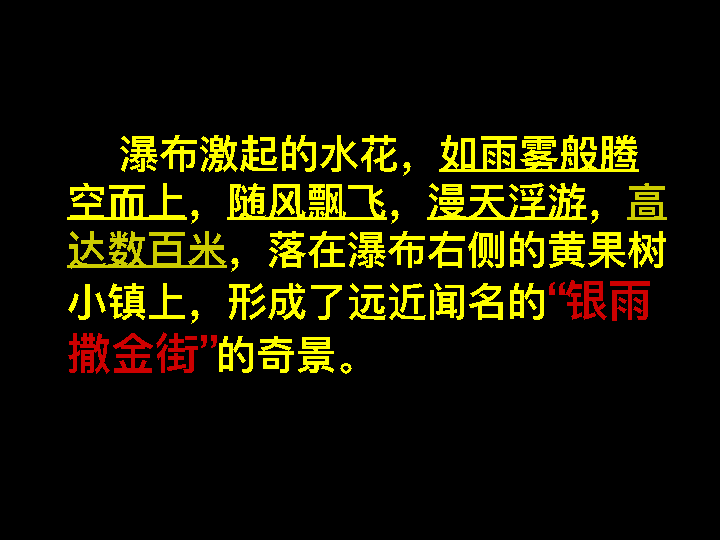 瀑布激起的水花，如雨雾般腾
空而上，随风飘飞，漫天浮游，高
达数百米，落在瀑布右侧的黄果树
小镇上，形成了远近闻名的“银雨
撒金街”的奇景。